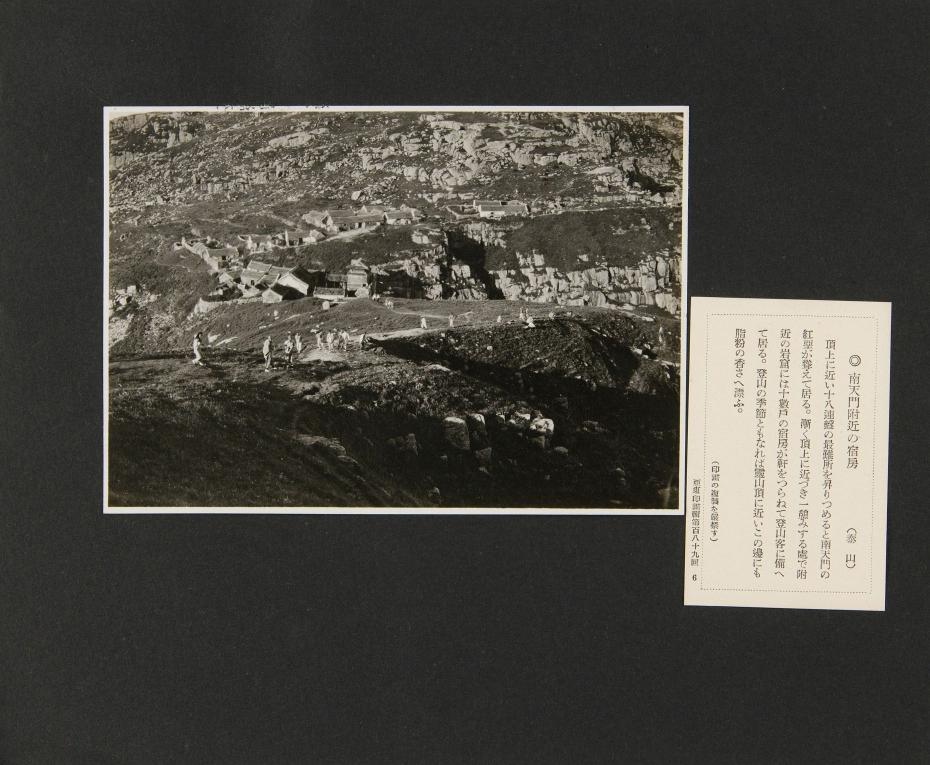 ◎ 南天門附近の宿房 (泰山)
頂上に近い十八連磴の最難所を昇りつめると南天門の
紅堊が聳えて居る。漸く頂上に近づき一憩みする處で附
近の岩窟には十數戸の宿房が軒をつらねて登山客に備へ
て居る。登山の季節ともなれば靈山頂に近いこの邊にも
脂粉の香さへ漂ふ。
(印畫の複製を嚴禁す)
亞東印畫輯第百八十九回 6